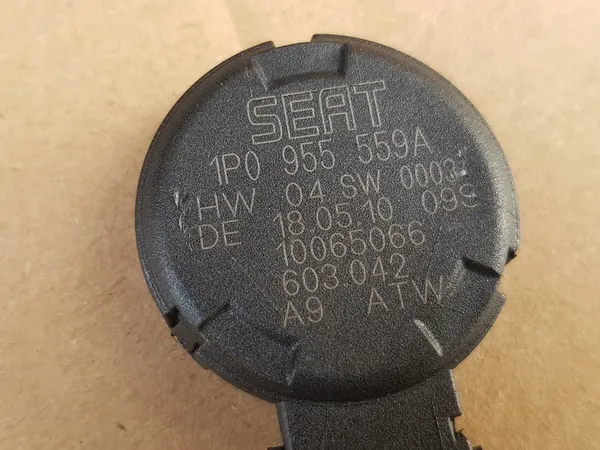 SEAT
1P0 955 559A
HW 04 SW 0003
DE 18.05.10 09
10065066
603.042
A9 ATW